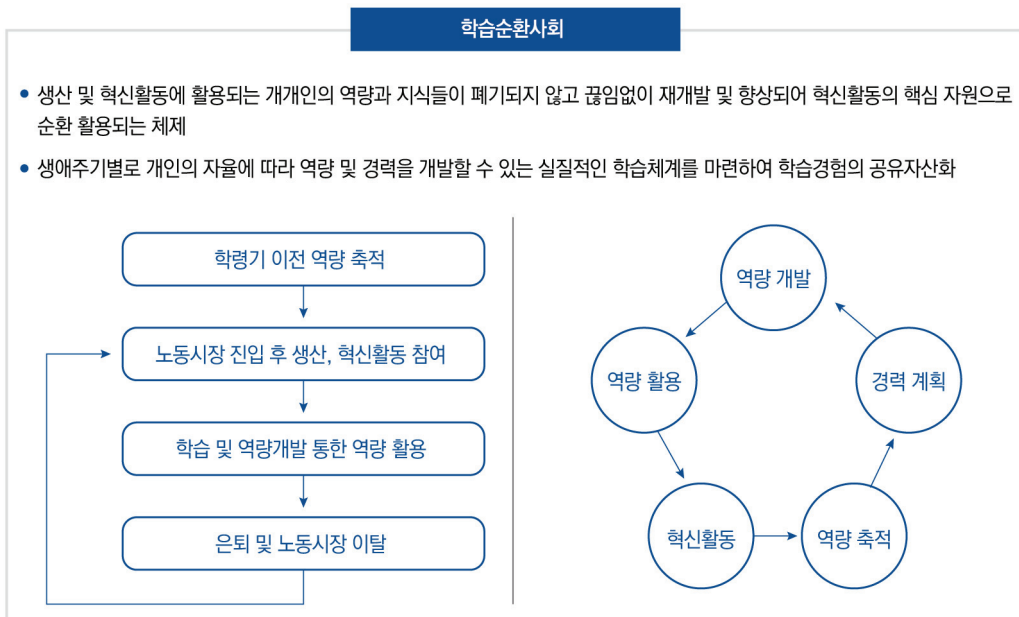 학습순환사회
• 생산 및 혁신활동에 활용되는 개개인의 역량과 지식들이 폐기되지 않고 끊임없이 재개발 및 향상되어 혁신활동의 핵심 자원으로
순환 활용되는 체제
• 생애주기별로 개인의 자율에 따라 역량 및 경력을 개발할 수 있는 실질적인 학습체계를 마련하여 학습경험의 공유자산화
학령기 이전 역량 축적
노동시장 진입 후 생산, 혁신활동 참여
학습 및 역량개발 통한 역량 활용
은퇴 및 노동시장 이탈
역량 개발
역량 활용
혁신활동
역량 축적
경력 계획